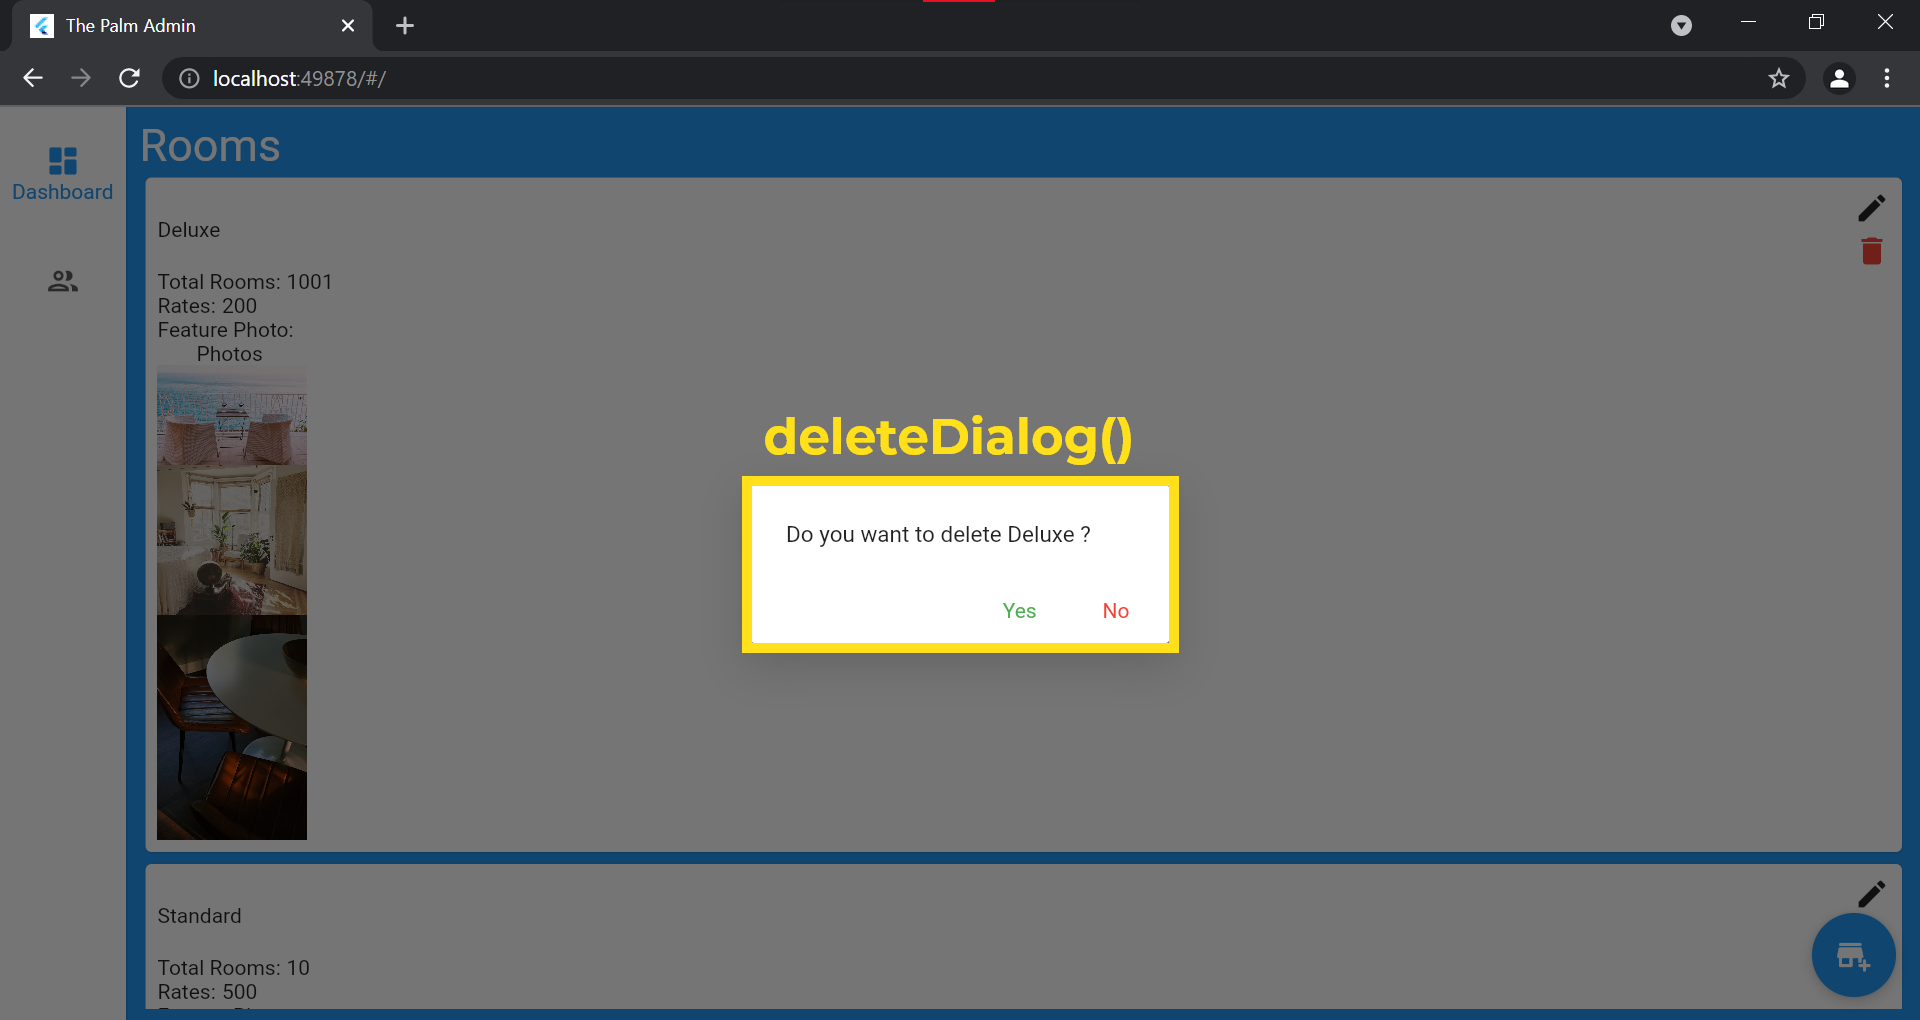 The Palm Admin
localhost:49878/#/
Rooms
Dashboard
Deluxe
Total Rooms: 1001
Rates: 200
Feature Photo:
Photos
deleteDialog()
Do you want to delete Deluxe ?
Yes
No
Standard
Total Rooms: 10
Rates: 500